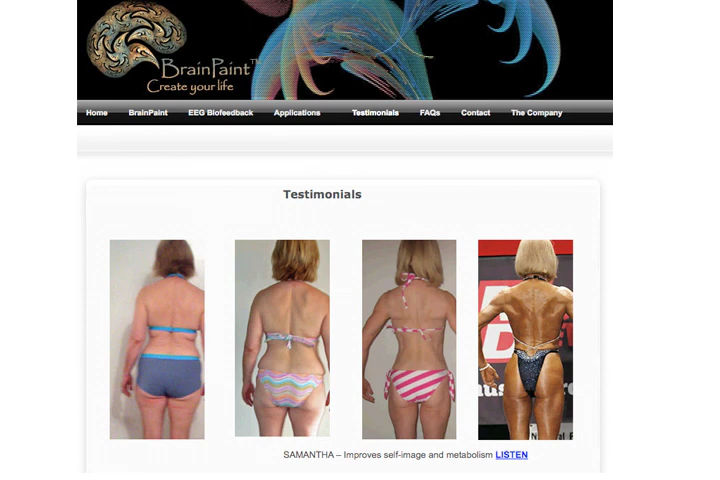 BrainPaint™
Create your life
Home BrainPaint EEG Biofeedback Applications Testimonials FAQs Contact The Company
Testimonials
SAMANTHA – Improves self-image and metabolism LISTEN